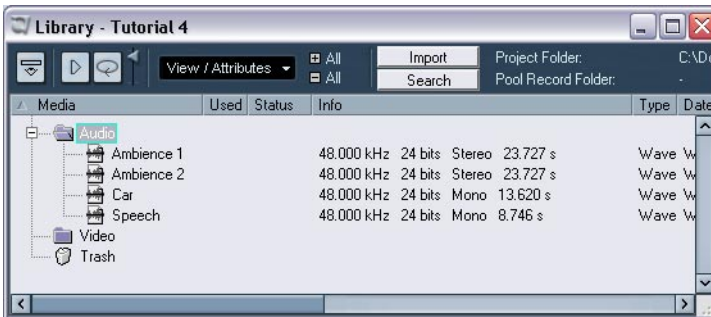 Library - Tutorial 4
View / Attributes
All
All
Import
Search
Project Folder:
Pool Record Folder:
C:\Do
-
Media Used Status Info Type Date
Audio
Ambience 1 48.000 kHz 24 bits Stereo 23.727 s Wave W
Ambience 2 48.000 kHz 24 bits Stereo 23.727 s Wave W
Car 48.000 kHz 24 bits Mono 13.620 s Wave W
Speech 48.000 kHz 24 bits Mono 8.746 s Wave W
Video
Trash